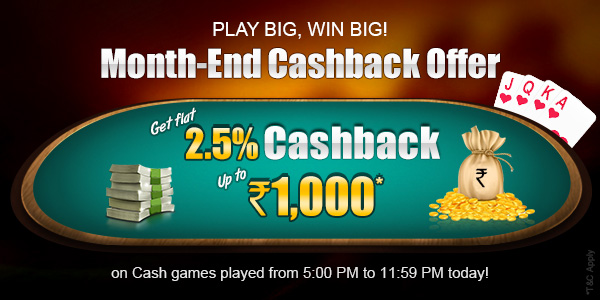 PLAY BIG, WIN BIG!
Month-End Cashback Offer
J Q K A
Get flat
2.5% Cashback
Up to
₹1,000*
₹
on Cash games played from 5:00 PM to 11:59 PM today!
*T&C Apply